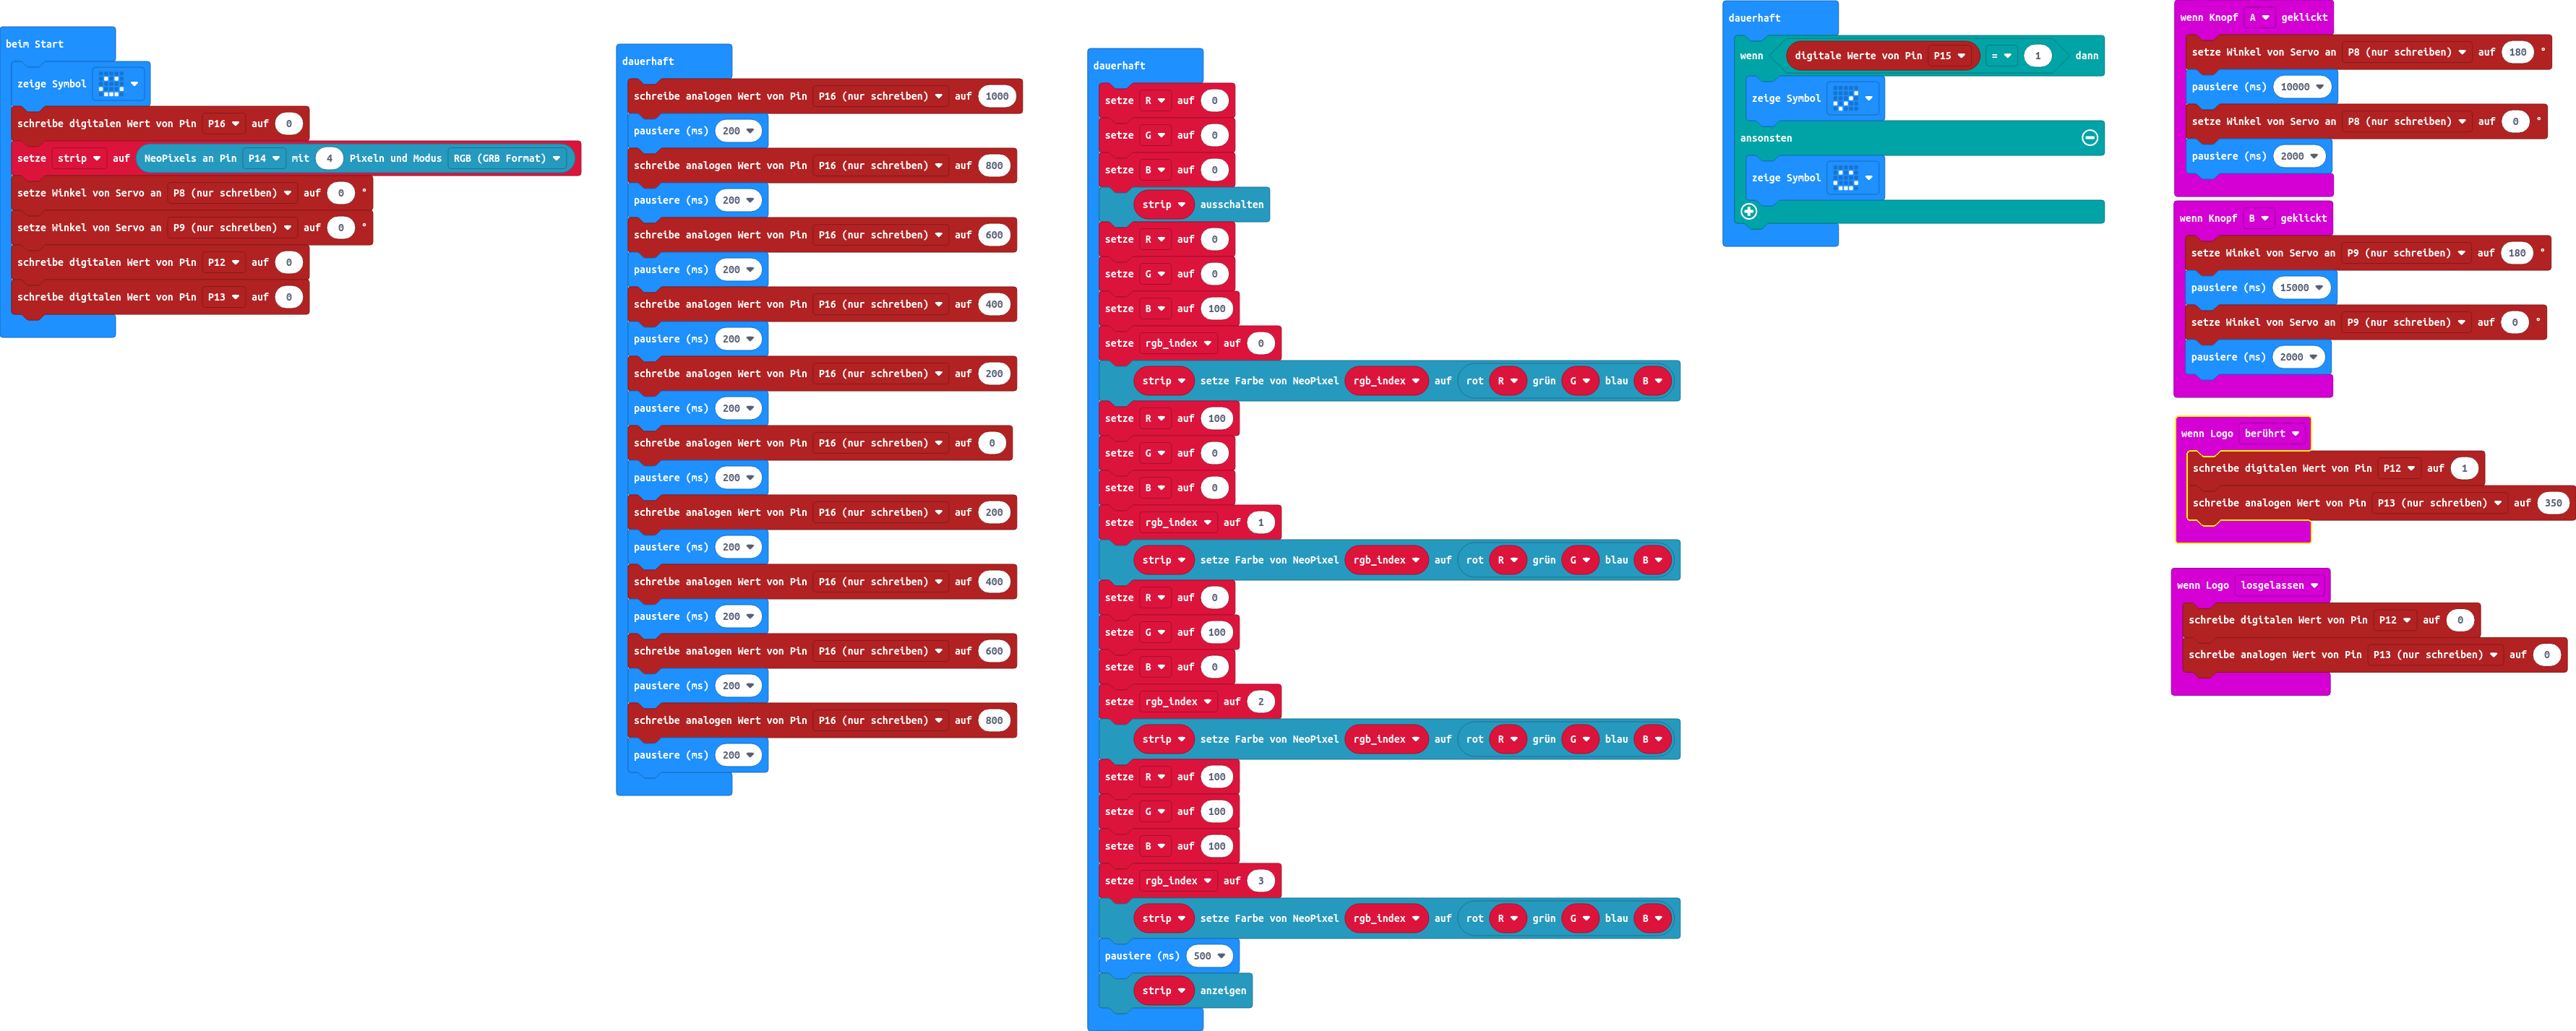 beim Start
zeige Symbol
schreibe digitalen Wert von Pin P16 auf 0
setze strip auf NeoPixels an Pin P14 mit 4 Pixeln und Modus RGB (GRB Format)
setze Winkel von Servo an P8 (nur schreiben) auf 0 °
setze Winkel von Servo an P9 (nur schreiben) auf 0 °
schreibe digitalen Wert von Pin P12 auf 0
schreibe digitalen Wert von Pin P13 auf 0
dauerhaft
schreibe analogen Wert von Pin P16 (nur schreiben) auf 1000
pausiere (ms) 200
schreibe analogen Wert von Pin P16 (nur schreiben) auf 800
pausiere (ms) 200
schreibe analogen Wert von Pin P16 (nur schreiben) auf 600
pausiere (ms) 200
schreibe analogen Wert von Pin P16 (nur schreiben) auf 400
pausiere (ms) 200
schreibe analogen Wert von Pin P16 (nur schreiben) auf 200
pausiere (ms) 200
schreibe analogen Wert von Pin P16 (nur schreiben) auf 0
pausiere (ms) 200
schreibe analogen Wert von Pin P16 (nur schreiben) auf 200
pausiere (ms) 200
schreibe analogen Wert von Pin P16 (nur schreiben) auf 400
pausiere (ms) 200
schreibe analogen Wert von Pin P16 (nur schreiben) auf 600
pausiere (ms) 200
schreibe analogen Wert von Pin P16 (nur schreiben) auf 800
pausiere (ms) 200
dauerhaft
setze R auf 0
setze G auf 0
setze B auf 0
strip ausschalten
setze R auf 0
setze G auf 0
setze B auf 100
setze rgb_index auf 0
strip setze Farbe von NeoPixel rgb_index auf rot R grün G blau B
setze R auf 100
setze G auf 0
setze B auf 0
setze rgb_index auf 1
strip setze Farbe von NeoPixel rgb_index auf rot R grün G blau B
setze R auf 0
setze G auf 100
setze B auf 0
setze rgb_index auf 2
strip setze Farbe von NeoPixel rgb_index auf rot R grün G blau B
setze R auf 100
setze G auf 100
setze B auf 100
setze rgb_index auf 3
strip setze Farbe von NeoPixel rgb_index auf rot R grün G blau B
pausiere (ms) 500
strip anzeigen
dauerhaft
wenn digitale Werte von Pin P15 = 1 dann
zeige Symbol
ansonsten
zeige Symbol
wenn Knopf A geklickt
setze Winkel von Servo an P8 (nur schreiben) auf 180 °
pausiere (ms) 10000
setze Winkel von Servo an P8 (nur schreiben) auf 0 °
pausiere (ms) 2000
wenn Knopf B geklickt
setze Winkel von Servo an P9 (nur schreiben) auf 180 °
pausiere (ms) 15000
setze Winkel von Servo an P9 (nur schreiben) auf 0 °
pausiere (ms) 2000
wenn Logo berührt
schreibe digitalen Wert von Pin P12 auf 1
schreibe analogen Wert von Pin P13 (nur schreiben) auf 350
wenn Logo losgelassen
schreibe digitalen Wert von Pin P12 auf 0
schreibe analogen Wert von Pin P13 (nur schreiben) auf 0